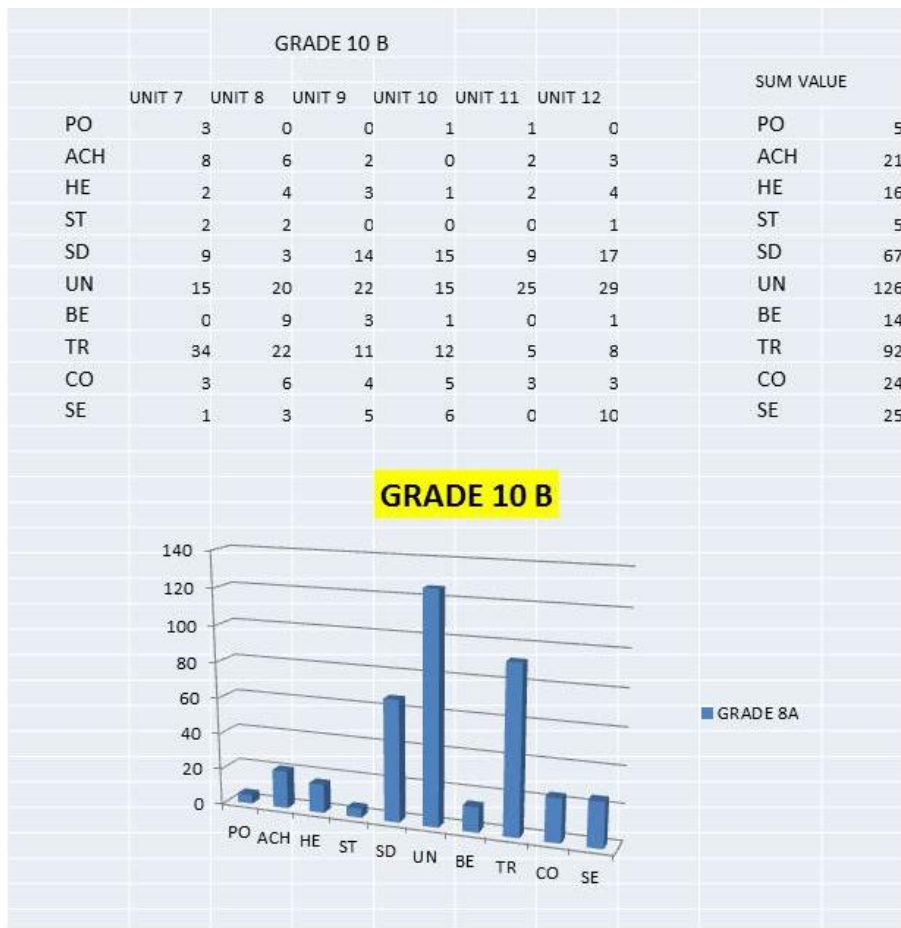 GRADE 10 B
SUM VALUE
UNIT 7 UNIT 8 UNIT 9 UNIT 10 UNIT 11 UNIT 12
PO 3 0 0 1 1 0 PO 5
ACH 8 6 2 0 2 3 ACH 21
HE 2 4 3 1 2 4 HE 16
ST 2 2 0 0 0 1 ST 5
SD 9 3 14 15 9 17 SD 67
UN 15 20 22 15 25 29 UN 126
BE 0 9 3 1 0 1 BE 14
TR 34 22 11 12 5 8 TR 92
CO 3 6 4 5 3 3 CO 24
SE 1 3 5 6 0 10 SE 25
GRADE 10 B
140
120
100
80
60
40
20
0
GRADE 8A
PO ACH HE ST SD UN BE TR CO SE